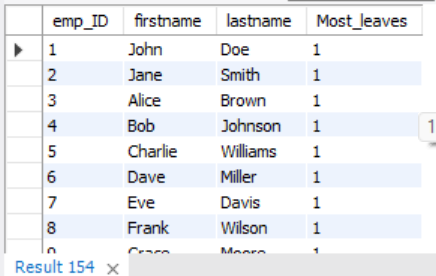 emp_ID firstname lastname Most_leaves
1 John Doe 1
2 Jane Smith 1
3 Alice Brown 1
4 Bob Johnson 1
1
5 Charlie Williams 1
6 Dave Miller 1
7 Eve Davis 1
8 Frank Wilson 1
9 Grace Moore 1
Result 154 ×